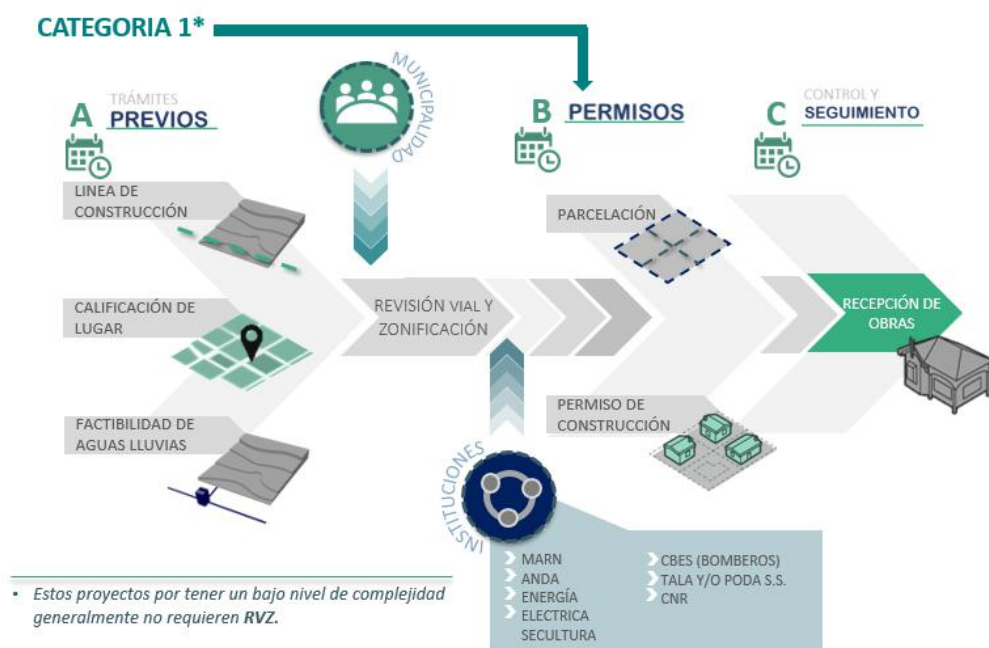 CATEGORIA 1*
MUNICIPALIDAD
A
TRÁMITES
PREVIOS
B
PERMISOS
C
CONTROL Y
SEGUIMIENTO
LINEA DE
CONSTRUCCIÓN
PARCELACIÓN
CALIFICACIÓN DE
LUGAR
REVISIÓN VIAL Y
ZONIFICACIÓN
RECEPCIÓN DE
OBRAS
FACTIBILIDAD DE
AGUAS LLUVIAS
PERMISO DE
CONSTRUCCIÓN
INSTITUCIONES
MARN
ANDA
ENERGÍA
ELECTRICA
SECULTURA
CBES (BOMBEROS)
TALA Y/O PODA S.S.
CNR
• Estos proyectos por tener un bajo nivel de complejidad
generalmente no requieren RVZ.